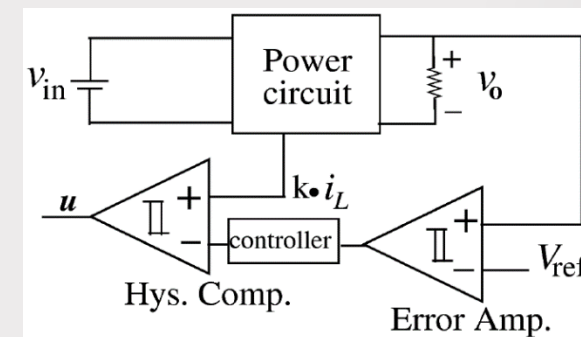 Power
circuit
v_in
+
v_o
−
u
+
k•i_L
−
controller
+
−
V_ref
Hys. Comp.
Error Amp.